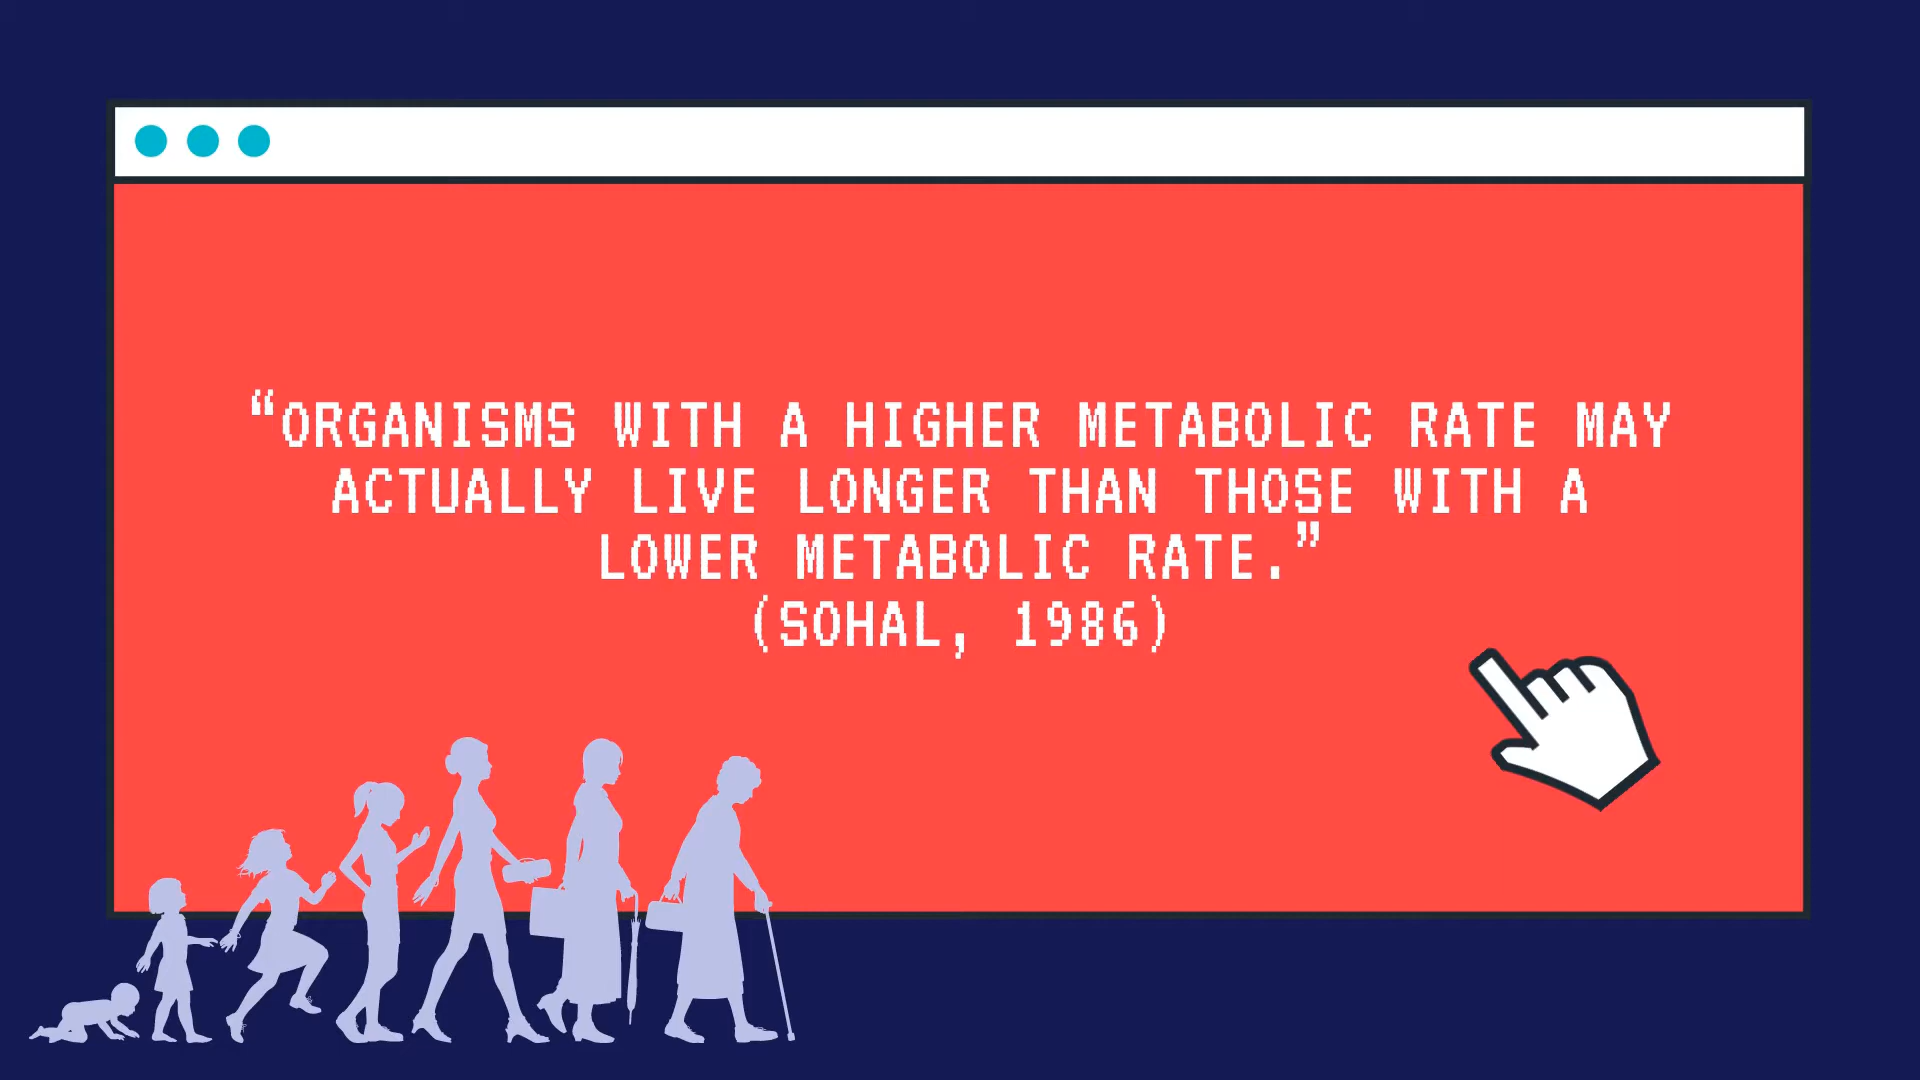 “ORGANISMS WITH A HIGHER METABOLIC RATE MAY
ACTUALLY LIVE LONGER THAN THOSE WITH A
LOWER METABOLIC RATE.”
(SOHAL, 1986)